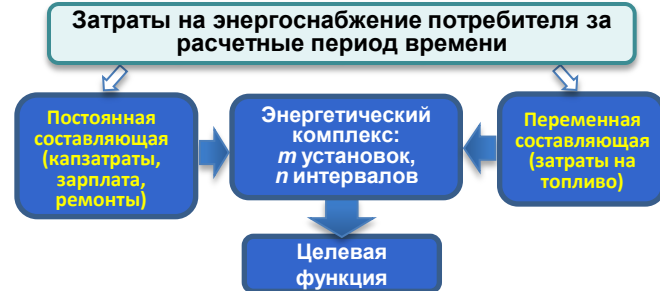 Затраты на энергоснабжение потребителя за
расчетные период времени
Постоянная
составляющая
(капзатраты,
зарплата,
ремонты)
Энергетический
комплекс:
m установок,
n интервалов
Переменная
составляющая
(затраты на
топливо)
Целевая
функция